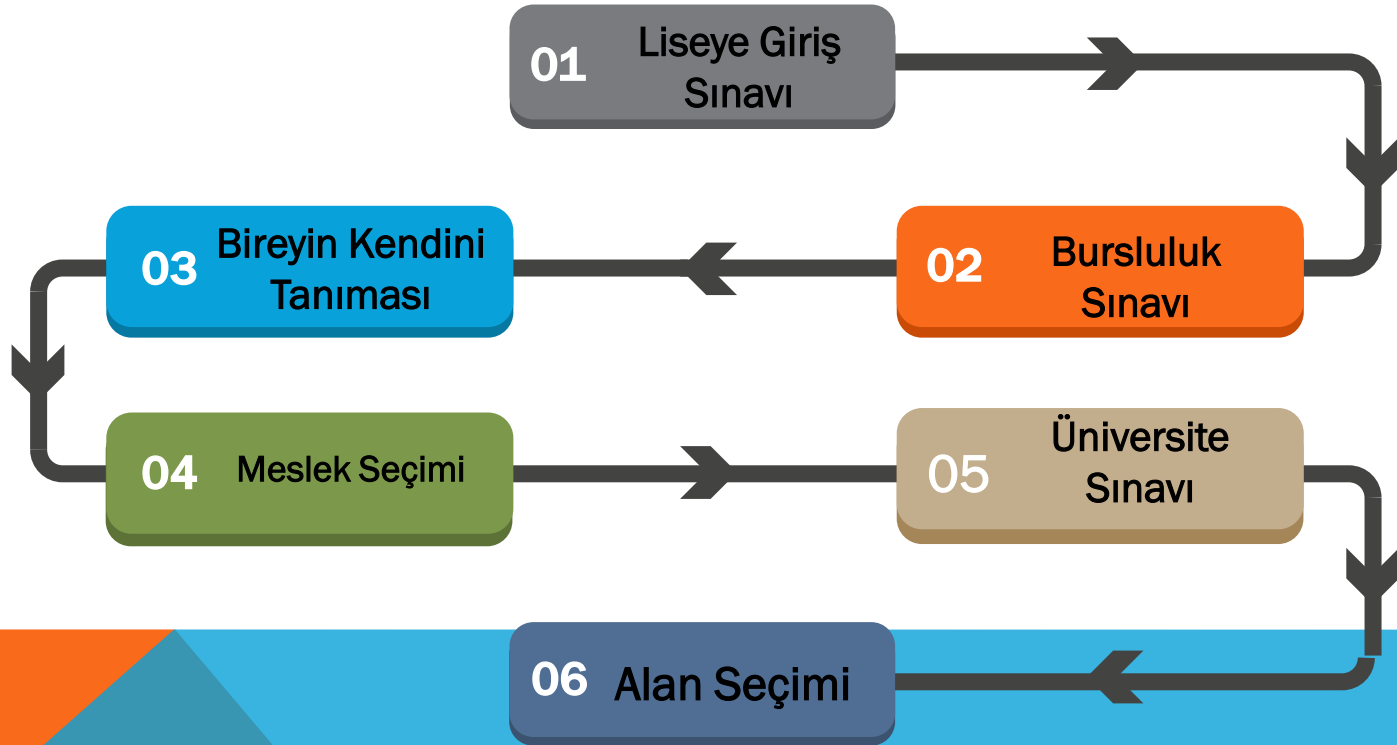 01
Liseye Giriş
Sınavı
02
Bursluluk
Sınavı
03
Bireyin Kendini
Tanıması
04
Meslek Seçimi
05
Üniversite
Sınavı
06
Alan Seçimi